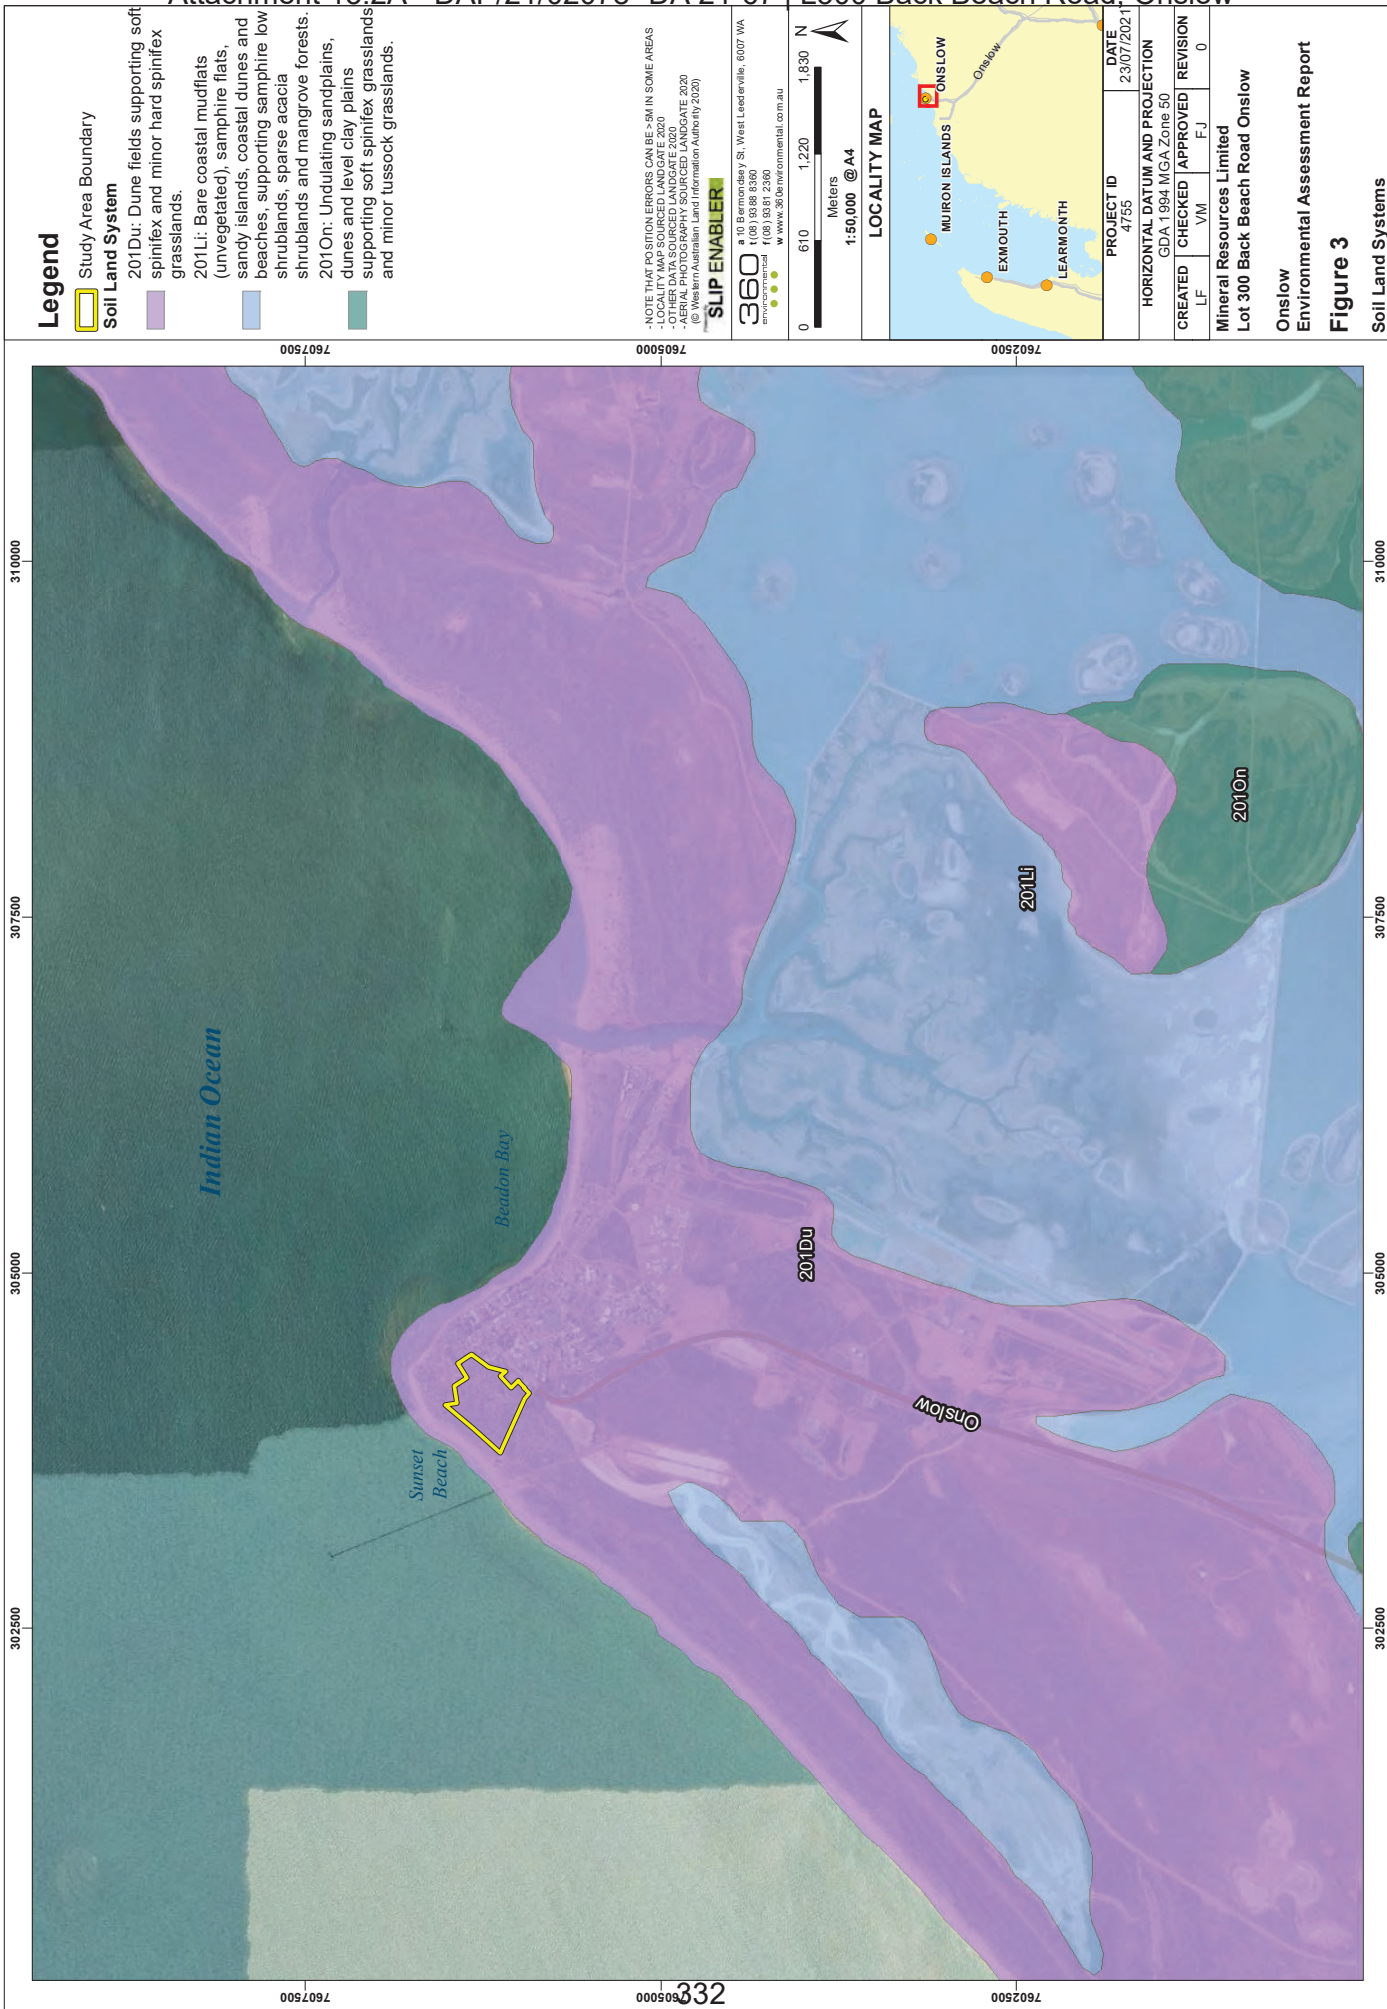 Legend
Study Area Boundary
Soil Land System
201Du: Dune fields supporting soft
spinifex and minor hard spinifex
grasslands.
201Li: Bare coastal mudflats
(unvegetated), samphire flats,
sandy islands, coastal dunes and
beaches, supporting samphire low
shrublands, sparse acacia
shrublands and mangrove forests.
201On: Undulating sandplains,
dunes and level clay plains
supporting soft spinifex grasslands
and minor tussock grasslands.
- NOTE THAT POSITION ERRORS CAN BE >5M IN SOME AREAS
- LOCALITY MAP SOURCED LANDGATE 2020
- OTHER DATA SOURCED LANDGATE 2020
- AERIAL PHOTOGRAPHY SOURCED LANDGATE 2020
(© Western Australian Land Information Authority 2020)
SLIP ENABLER
360
environmental
a 10 Bermondsey St, West Leederville, 6007 WA
t (08) 9388 8360
f (08) 9381 2360
w www.360environmental.com.au
0 610 1,220 1,830
N
Meters
1:50,000 @A4
LOCALITY MAP
ONSLOW
Onslow
MUIRON ISLANDS
EXMOUTH
LEARMONTH
PROJECT ID
4755
DATE
23/07/2021
HORIZONTAL DATUM AND PROJECTION
GDA 1994 MGA Zone 50
CREATED CHECKED APPROVED REVISION
LF VM FJ 0
Mineral Resources Limited
Lot 300 Back Beach Road Onslow
Onslow
Environmental Assessment Report
Figure 3
Soil Land Systems
302500 305000 307500 310000
7607500
7605000
7602500
Indian Ocean
Beadon Bay
Sunset
Beach
201Du
201Li
201On
Onslow
7607500
7605000
7602500
302500 305000 307500 310000
332